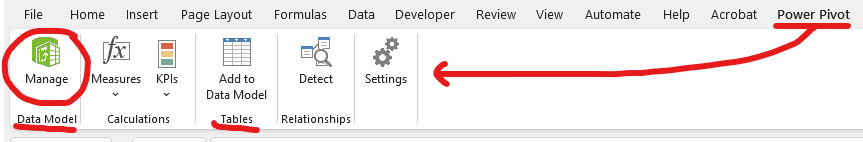 File Home Insert Page Layout Formulas Data Developer Review View Automate Help Acrobat Power Pivot
fx
Manage Measures KPIs Add to Data Model Detect Settings
Data Model Calculations Tables Relationships